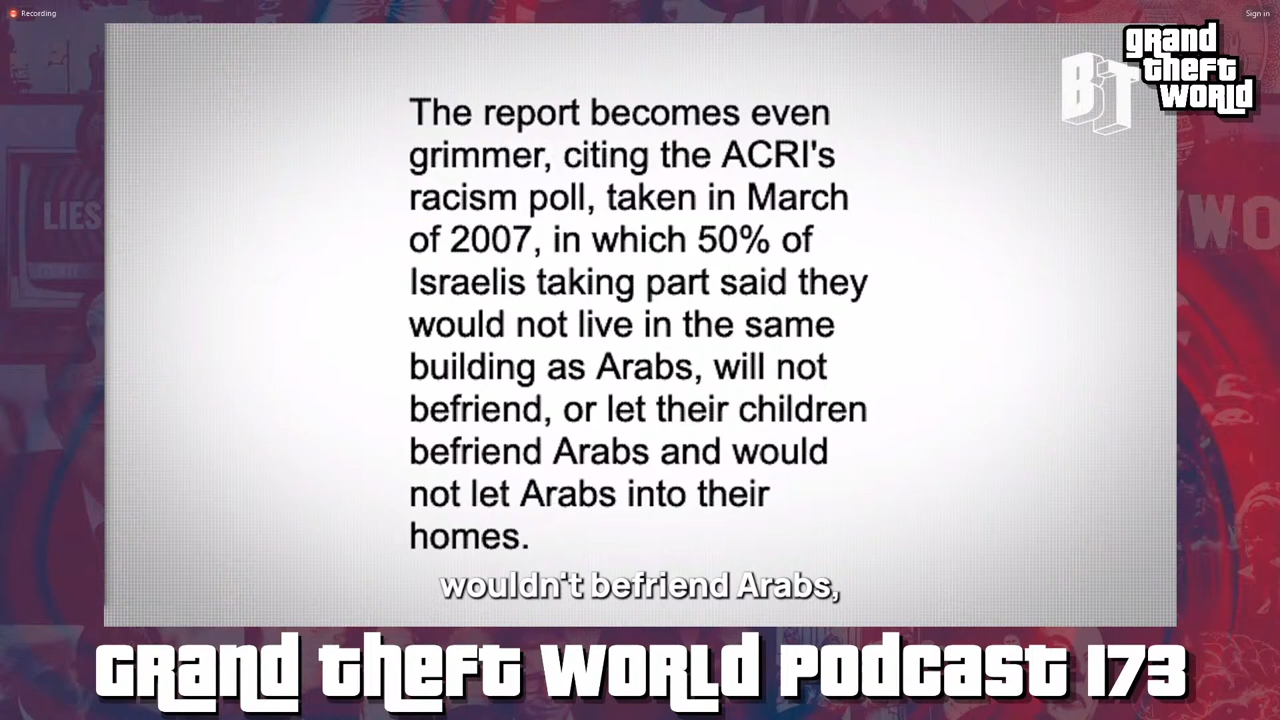 Recording
Sign in
grand
theft
world
BT
LIES
WO
The report becomes even
grimmer, citing the ACRI's
racism poll, taken in March
of 2007, in which 50% of
Israelis taking part said they
would not live in the same
building as Arabs, will not
befriend, or let their children
befriend Arabs and would
not let Arabs into their
homes.
wouldn't befriend Arabs,
GRAND THEFT WORLD PODCAST 173